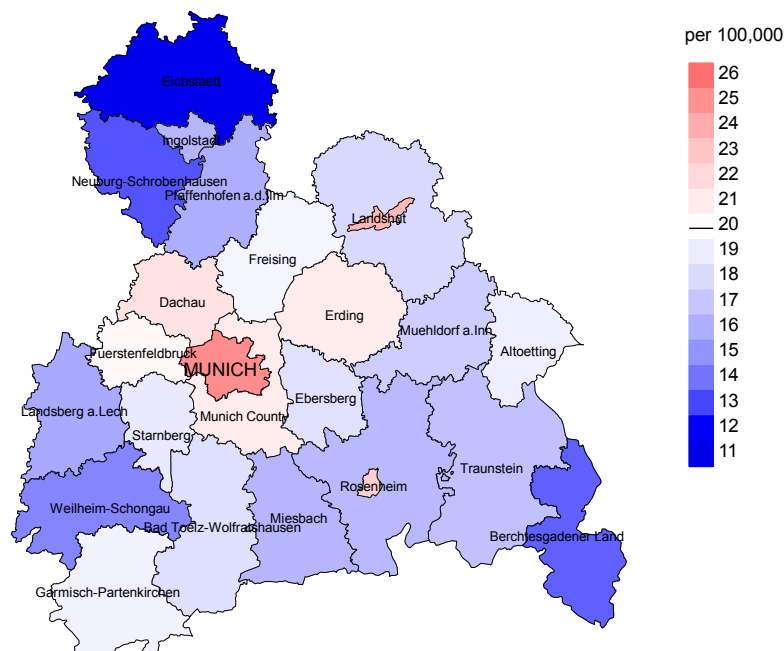 per 100,000
26
25
24
23
22
21
20
19
18
17
16
15
14
13
12
11
Eichstaett
Ingolstadt
Neuburg-Schrobenhausen
Pfaffenhofen a.d.Ilm
Landshut
Freising
Dachau
Erding
Muehldorf a.Inn
Altoetting
Fuerstenfeldbruck
MUNICH
Ebersberg
Landsberg a.Lech
Munich County
Starnberg
Traunstein
Rosenheim
Weilheim-Schongau
Miesbach
Bad Toelz-Wolfratshausen
Berchtesgadener Land
Garmisch-Partenkirchen